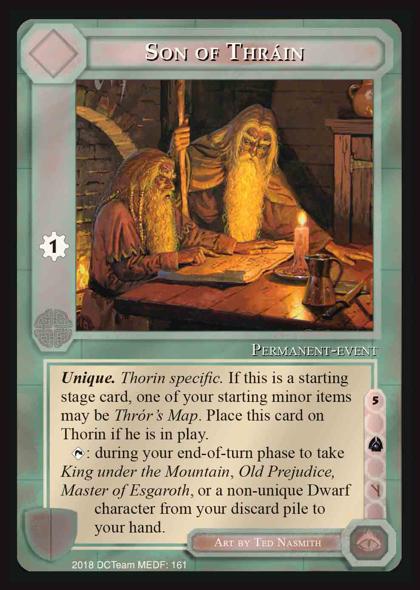 Son of Thráin
1
Permanent-event
Unique. Thorin specific. If this is a starting
stage card, one of your starting minor items
may be Thrór's Map. Place this card on
Thorin if he is in play.
: during your end-of-turn phase to take
King under the Mountain, Old Prejudice,
Master of Esgaroth, or a non-unique Dwarf
character from your discard pile to
your hand.
5
Art by Ted Nasmith
2018 DCTeam MEDF: 161